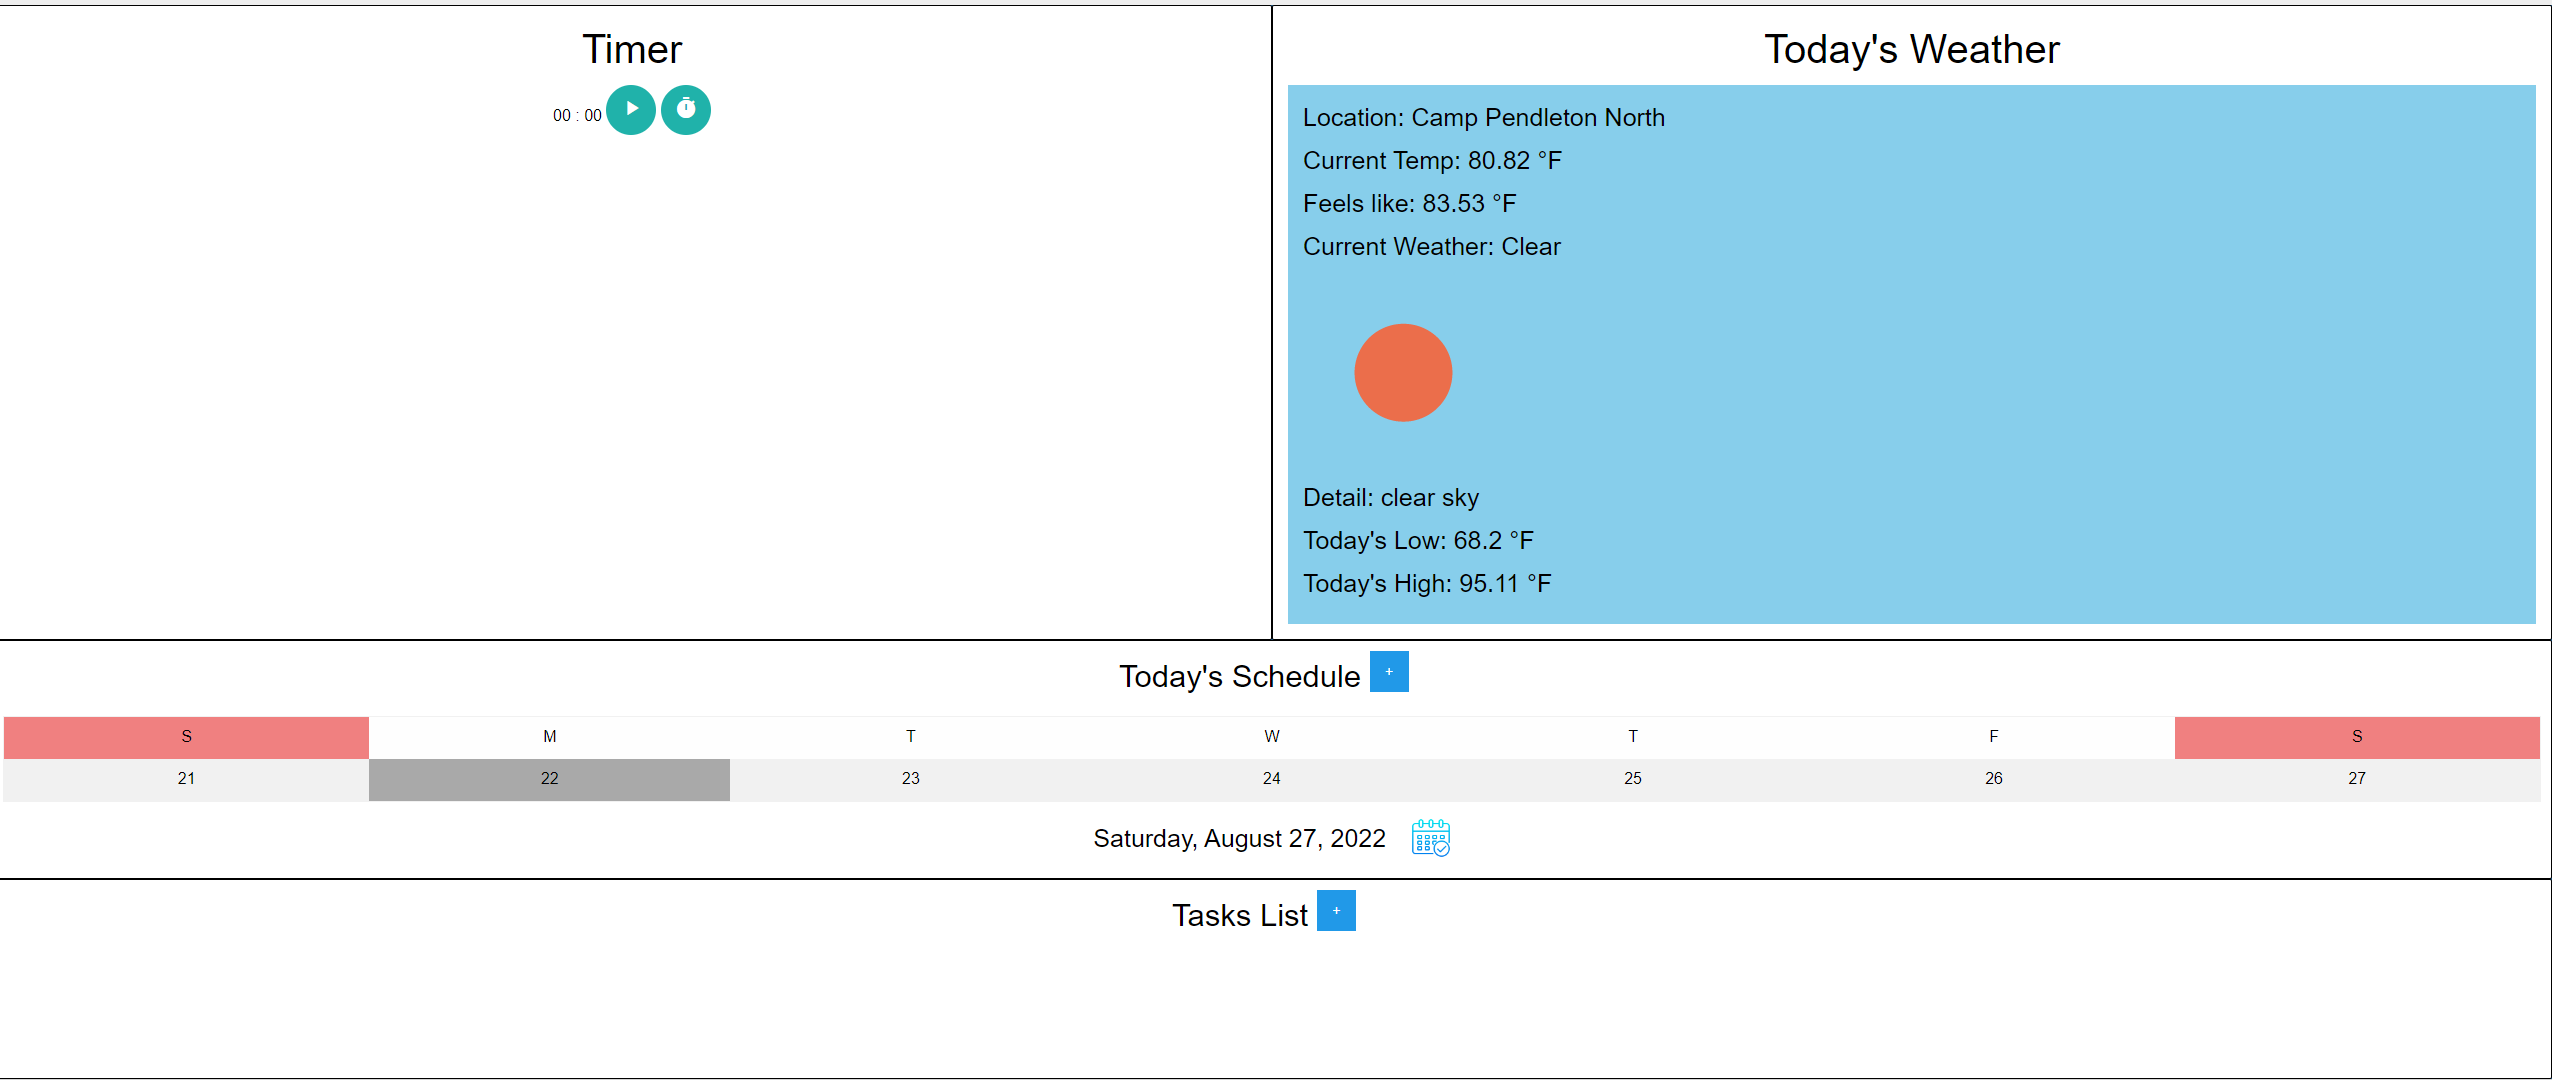 Timer
00 : 00
Today's Weather
Location: Camp Pendleton North
Current Temp: 80.82 °F
Feels like: 83.53 °F
Current Weather: Clear
Detail: clear sky
Today's Low: 68.2 °F
Today's High: 95.11 °F
Today's Schedule +
S M T W T F S
21 22 23 24 25 26 27
Saturday, August 27, 2022
Tasks List +